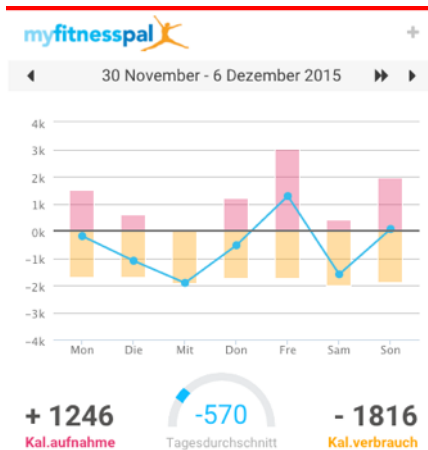 myfitnesspal
30 November - 6 Dezember 2015
4k
3k
2k
1k
0k
-1k
-2k
-3k
-4k
Mon Die Mit Don Fre Sam Son
+ 1246 -570 - 1816
Kal.aufnahme Tagesdurchschnitt Kal.verbrauch